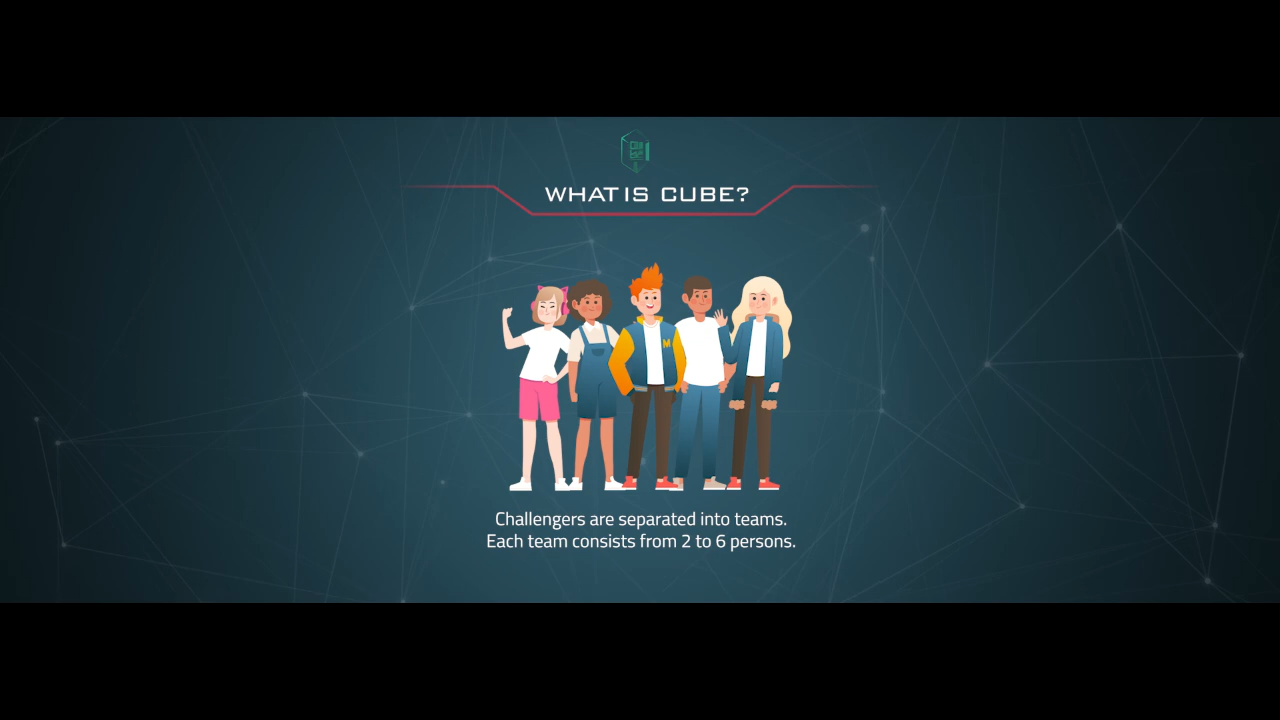 WHAT IS CUBE?
M
Challengers are separated into teams.
Each team consists from 2 to 6 persons.